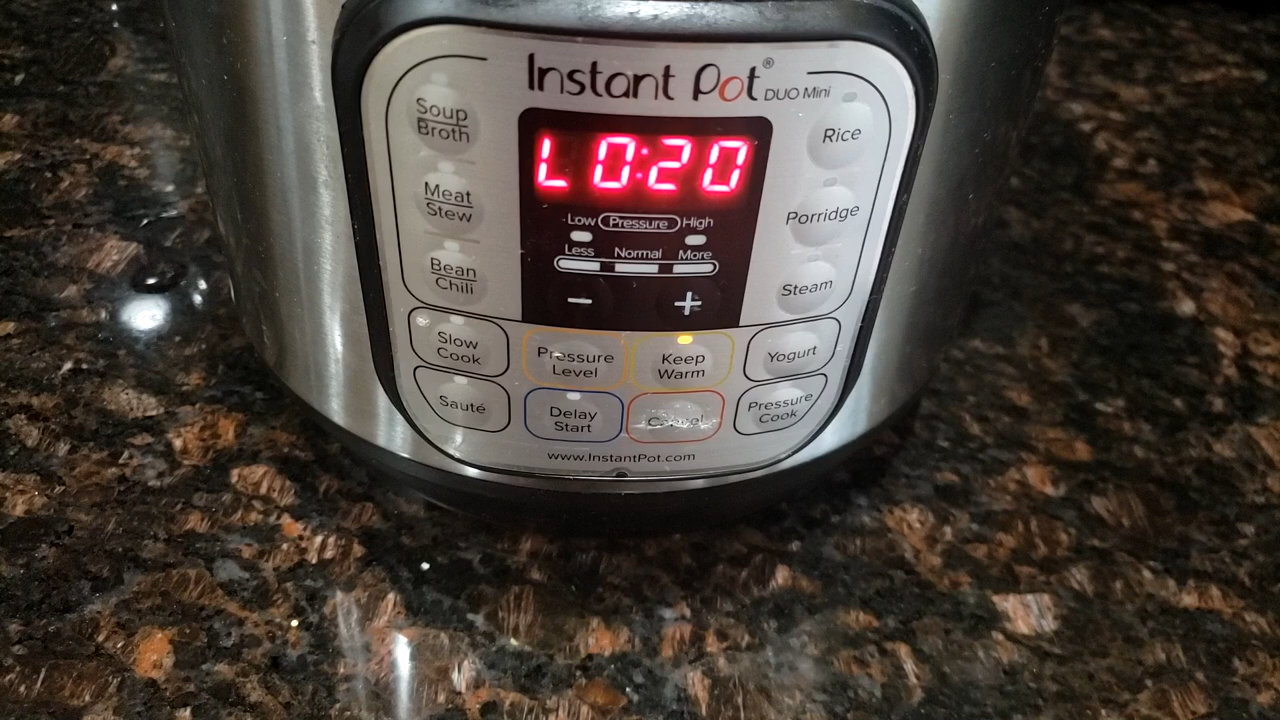 Instant Pot® DUO Mini
L0:20
Low Pressure High
Less Normal More
- +
Soup
Broth
Meat
Stew
Bean
Chili
Rice
Porridge
Steam
Slow
Cook
Pressure
Level
Keep
Warm
Yogurt
Sauté
Delay
Start
Cancel
Pressure
Cook
www.InstantPot.com